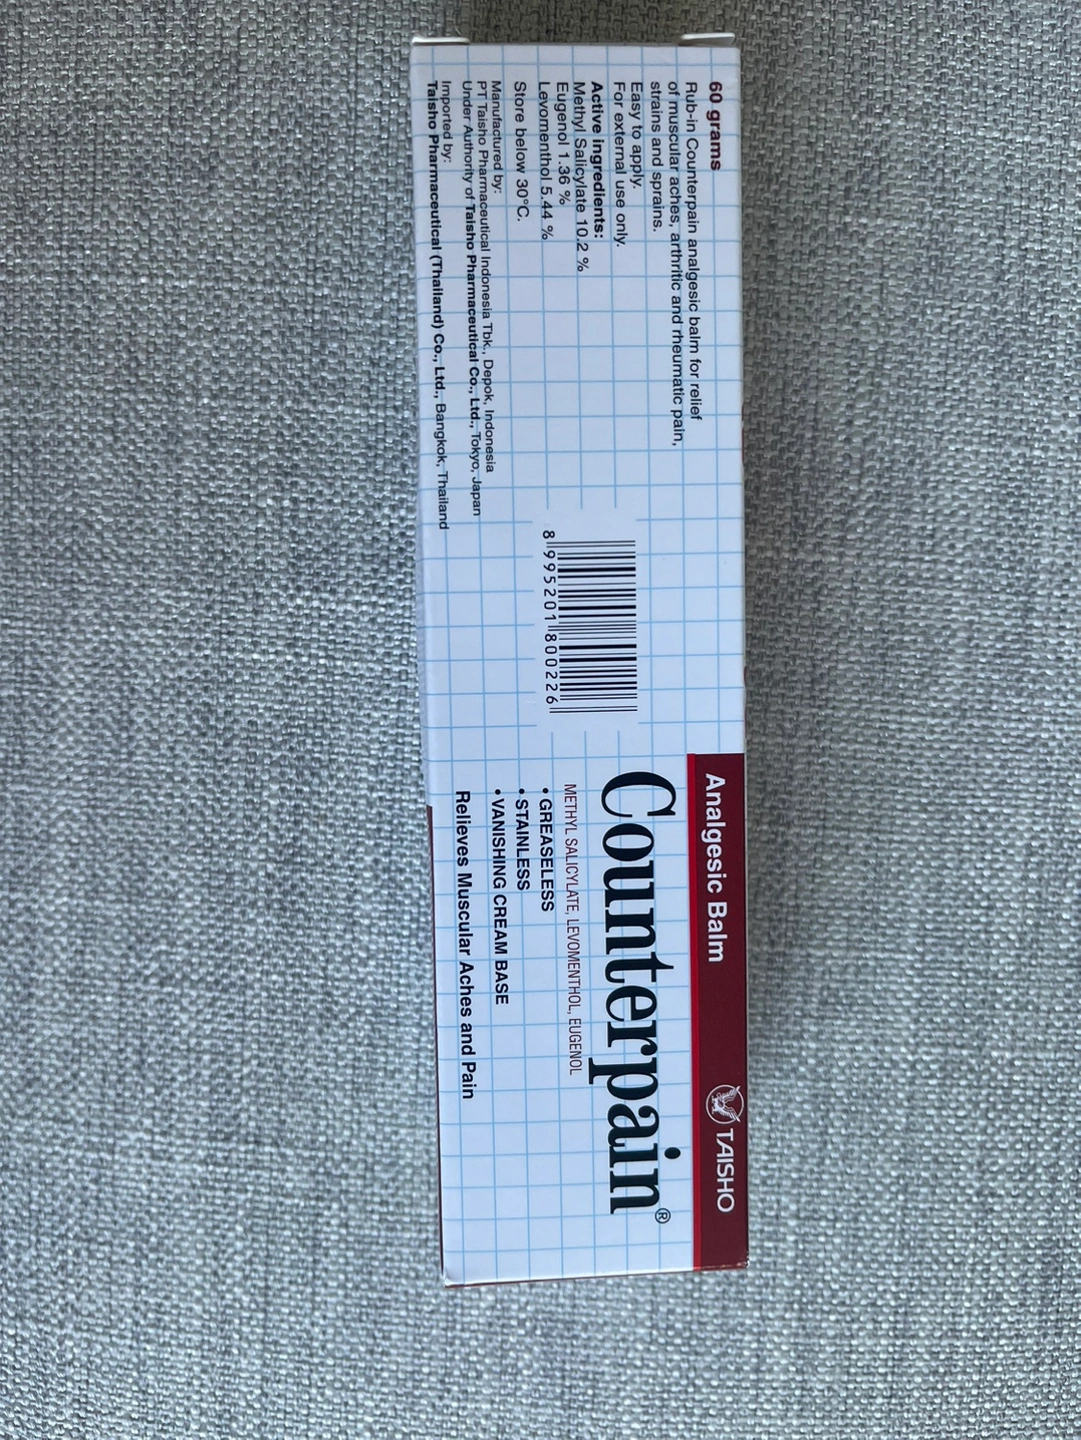 60 grams
Rub-in Counterpain analgesic balm for relief
of muscular aches, arthritic and rheumatic pain,
strains and sprains.
Easy to apply.
For external use only.
Active ingredients:
Methyl Salicylate 10.2 %
Eugenol 1.36 %
Levomenthol 5.44 %
Store below 30°C.
Manufactured by:
PT Taisho Pharmaceutical Indonesia Tbk., Depok, Indonesia
Under Authority of Taisho Pharmaceutical Co., Ltd., Tokyo, Japan
Imported by:
Taisho Pharmaceutical (Thailand) Co., Ltd., Bangkok, Thailand
8 995201 800226
Analgesic Balm
TAISHO
Counterpain®
METHYL SALICYLATE, LEVOMENTHOL, EUGENOL
• GREASELESS
• STAINLESS
• VANISHING CREAM BASE
Relieves Muscular Aches and Pain